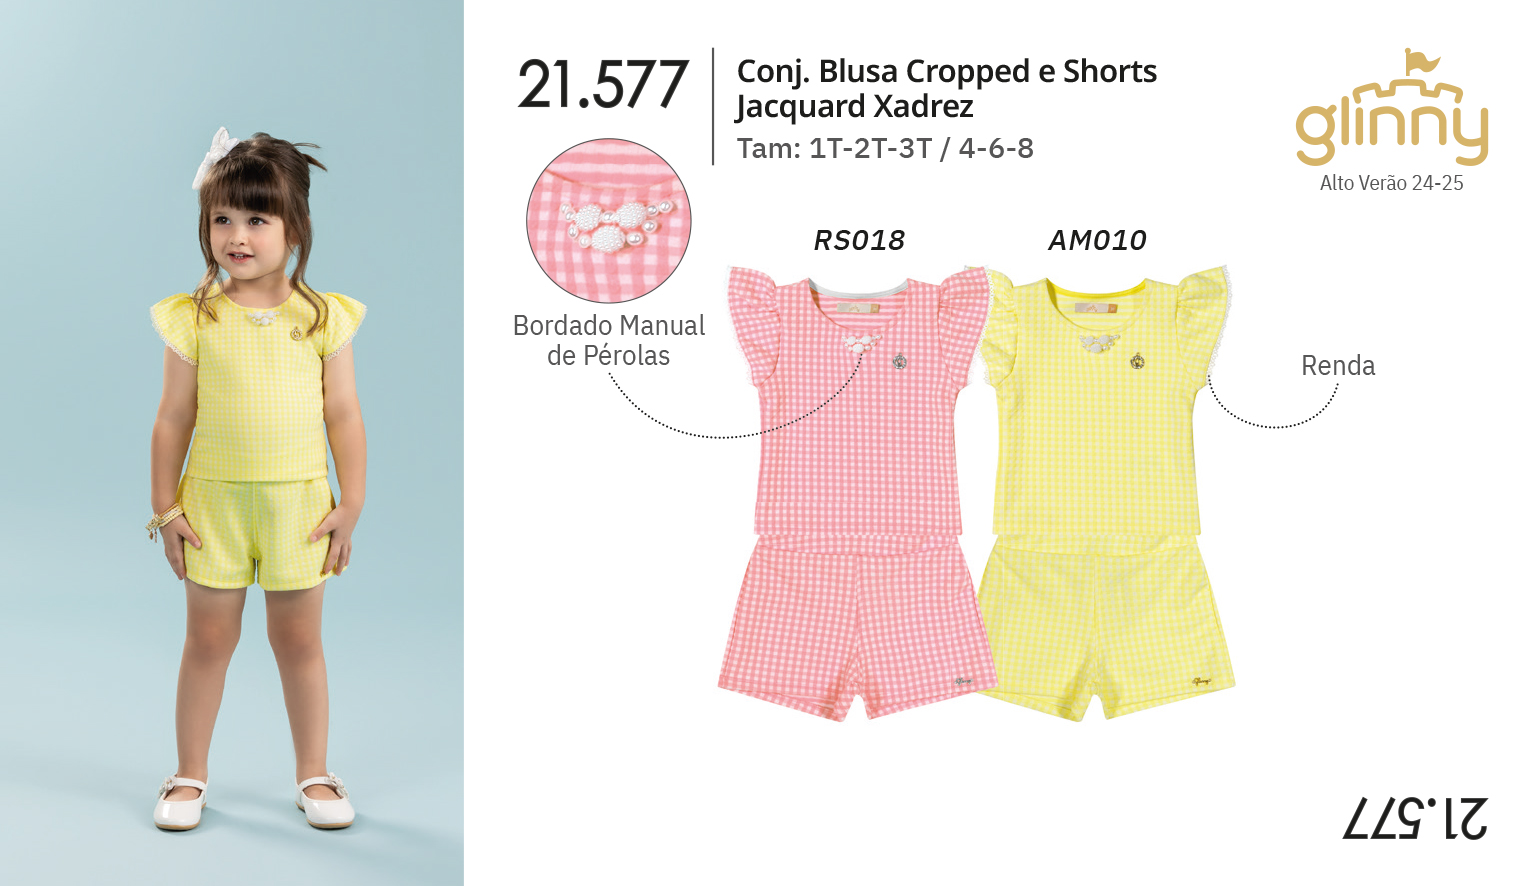 21.577
Conj. Blusa Cropped e Shorts
Jacquard Xadrez
Tam: 1T-2T-3T / 4-6-8
glinny
Alto Verão 24-25
RS018
AM010
Bordado Manual
de Pérolas
Renda
21.577